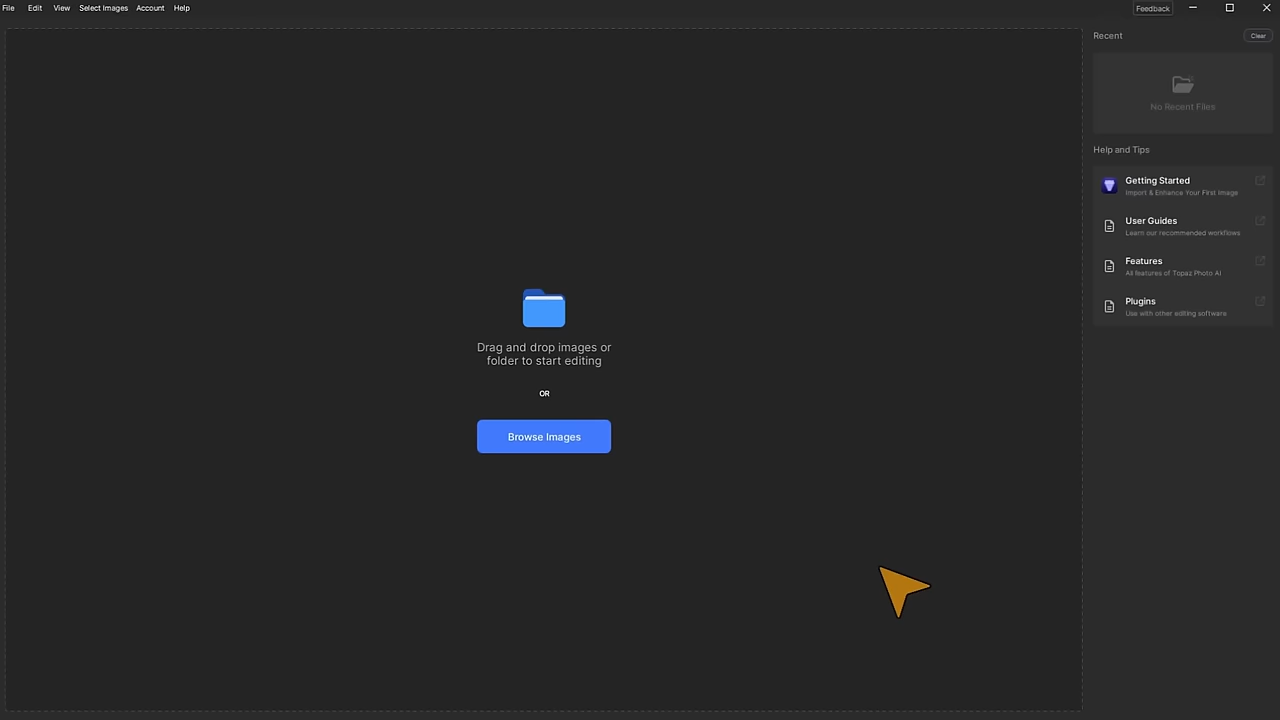 File Edit View Select Images Account Help
Feedback
Recent
Clear
No Recent Files
Help and Tips
Getting Started
Import & Enhance Your First Image
User Guides
Learn our recommended workflows
Features
All features of Topaz Photo AI
Plugins
Use with other editing software
Drag and drop images or
folder to start editing
OR
Browse Images